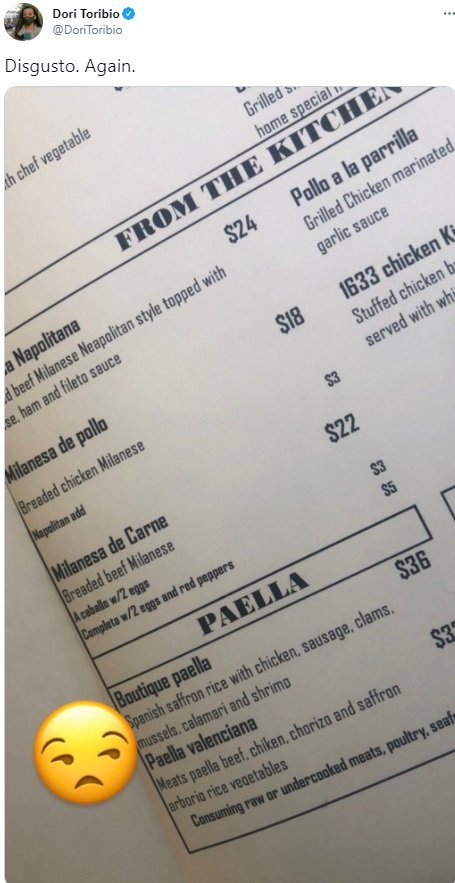 Dori Toribio
@DoriToribio
Disgusto. Again.
chef vegetable
Grilled
home special
FROM THE KITCHEN
Napolitana $24
beef Milanese Neapolitan style topped with
ham and fileto sauce
Milanesa de pollo $18
Breaded chicken Milanese
Napolitan add $3
Milanesa de Carne $22
Breaded beef Milanese
A caballo w/2 eggs $3
Completa w/2 eggs and red peppers $5
Pollo a la parrilla
Grilled Chicken marinated
garlic sauce
1633 chicken
Stuffed chicken
served with
PAELLA
Boutique paella $36
Spanish saffron rice with chicken, sausage, clams,
mussels, calamari and shrimp
Paella valenciana
Meats paella beef, chiken, chorizo and saffron
arborio rice vegetables
Consuming raw or undercooked meats, poultry,